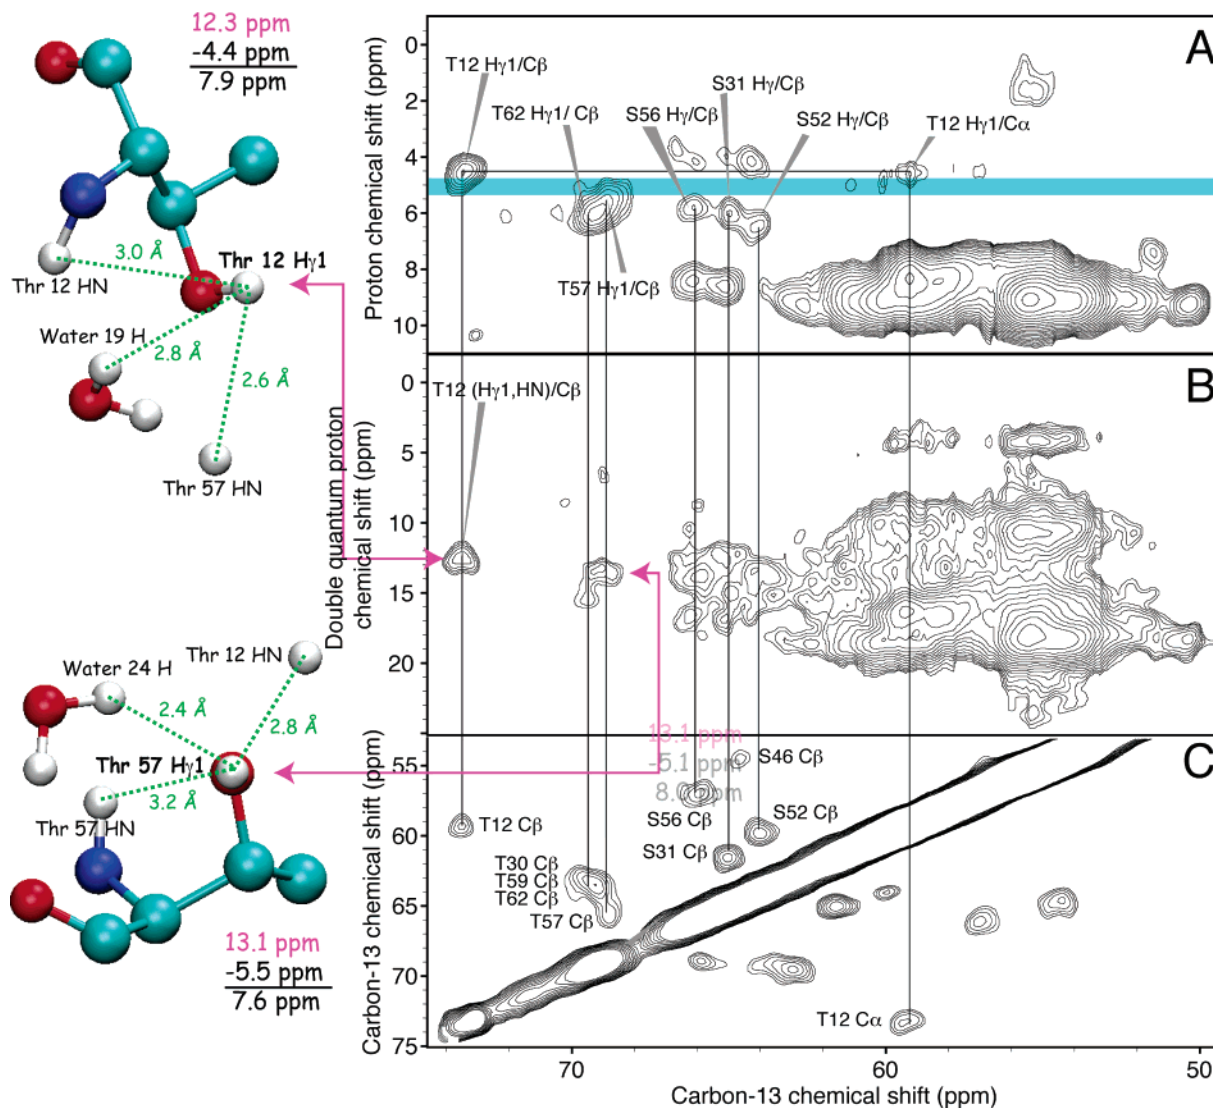 12.3 ppm
-4.4 ppm
7.9 ppm
3.0 Å
Thr 12 HN
Thr 12 Hγ1
Water 19 H
2.8 Å
2.6 Å
Thr 57 HN
Water 24 H
Thr 12 HN
2.4 Å
2.8 Å
Thr 57 Hγ1
3.2 Å
Thr 57 HN
13.1 ppm
-5.5 ppm
7.6 ppm
A
Proton chemical shift (ppm)
0
2
4
6
8
10
T12 Hγ1/Cβ
T62 Hγ1/ Cβ
S56 Hγ/Cβ
S31 Hγ/Cβ
S52 Hγ/Cβ
T12 Hγ1/Cα
T57 Hγ1/Cβ
B
Double quantum proton
chemical shift (ppm)
0
5
10
15
20
T12 (Hγ1,HN)/Cβ
13.1 ppm
-5.1 ppm
C
Carbon-13 chemical shift (ppm)
55
60
65
70
75
S46 Cβ
S56 Cβ
S52 Cβ
T12 Cβ
S31 Cβ
T30 Cβ
T59 Cβ
T62 Cβ
T57 Cβ
T12 Cα
70
60
50
Carbon-13 chemical shift (ppm)